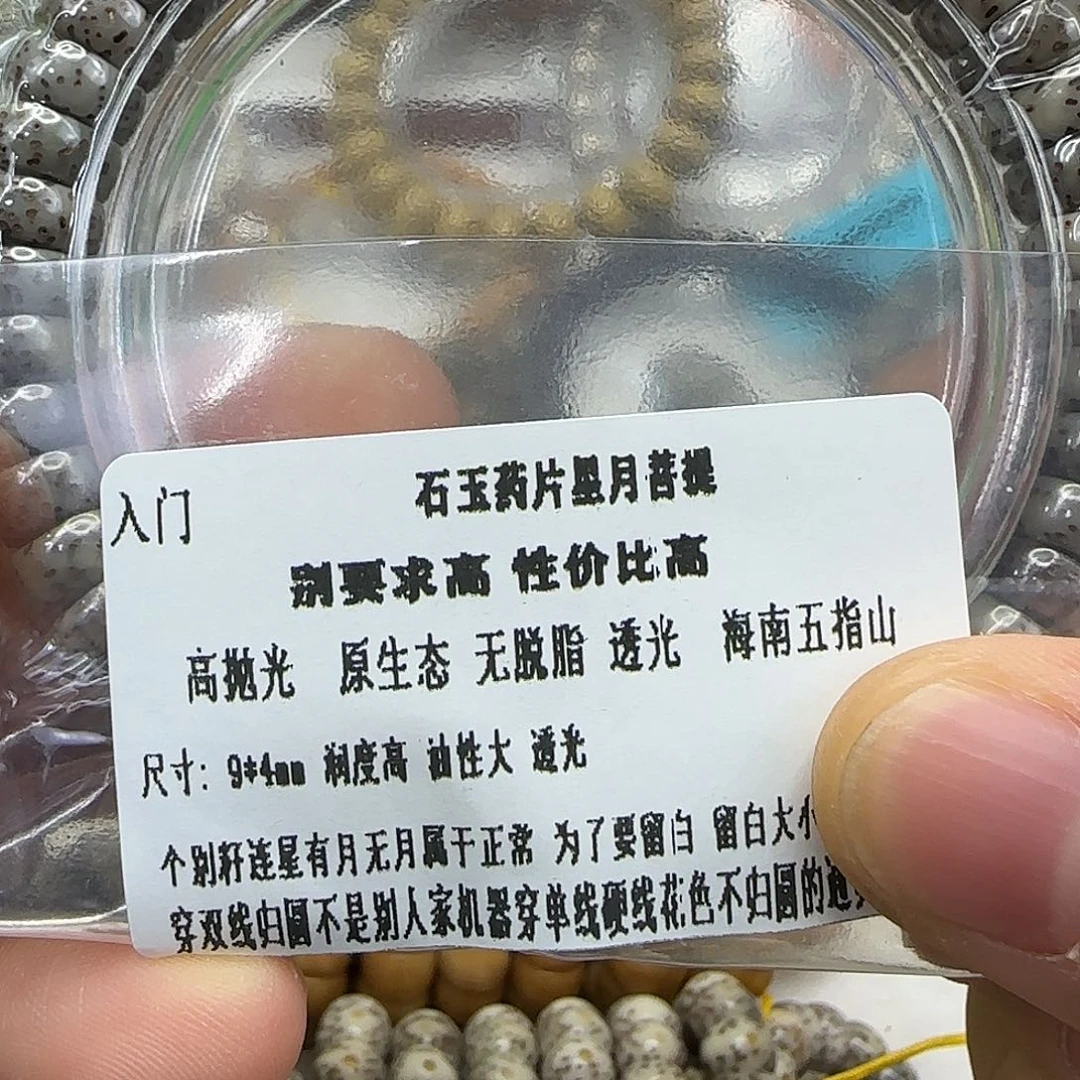 入门
石玉药片星月菩提
别要求高 性价比高
高抛光 原生态 无脱脂 透光 海南五指山
尺寸: 9*4mm 润度高 油性大 透光
个别籽连星有月无月属于正常 为了要留白 留白大小
穿双线归圆不是别人家机器穿单线硬线花色不归圆的通